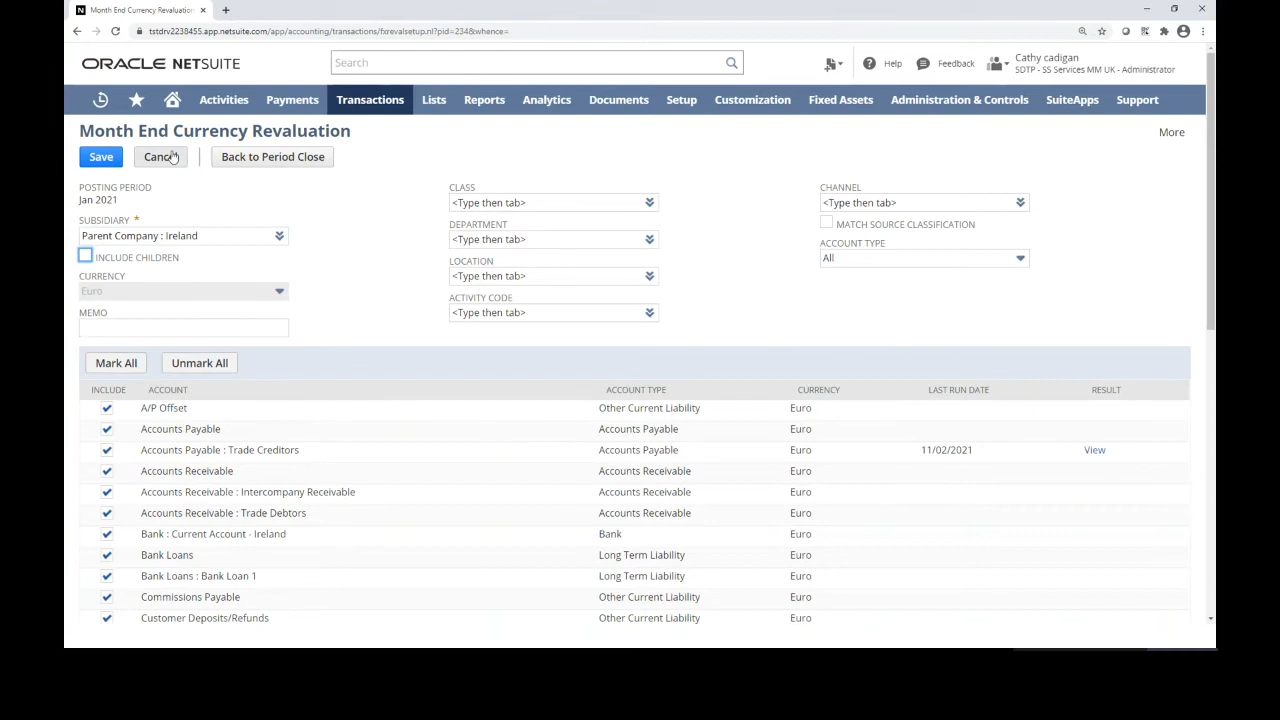 Month End Currency Revaluation
tstdrv2238455.app.netsuite.com/app/accounting/transactions/fxrevalsetup.nl?pid=234&whence=
ORACLE NETSUITE
Search
Help
Feedback
Cathy cadigan
SDTP - SS Services MM UK - Administrator
Activities Payments Transactions Lists Reports Analytics Documents Setup Customization Fixed Assets Administration & Controls SuiteApps Support
Month End Currency Revaluation
More
Save
Back to Period Close
POSTING PERIOD
Jan 2021
SUBSIDIARY *
Parent Company : Ireland
INCLUDE CHILDREN
CURRENCY
Euro
MEMO
CLASS
<Type then tab>
DEPARTMENT
<Type then tab>
LOCATION
<Type then tab>
ACTIVITY CODE
<Type then tab>
CHANNEL
<Type then tab>
MATCH SOURCE CLASSIFICATION
ACCOUNT TYPE
All
Mark All
Unmark All
INCLUDE ACCOUNT ACCOUNT TYPE CURRENCY LAST RUN DATE RESULT
A/P Offset Other Current Liability Euro
Accounts Payable Accounts Payable Euro
Accounts Payable : Trade Creditors Accounts Payable Euro 11/02/2021 View
Accounts Receivable Accounts Receivable Euro
Accounts Receivable : Intercompany Receivable Accounts Receivable Euro
Accounts Receivable : Trade Debtors Accounts Receivable Euro
Bank : Current Account - Ireland Bank Euro
Bank Loans Long Term Liability Euro
Bank Loans : Bank Loan 1 Long Term Liability Euro
Commissions Payable Other Current Liability Euro
Customer Deposits/Refunds Other Current Liability Euro